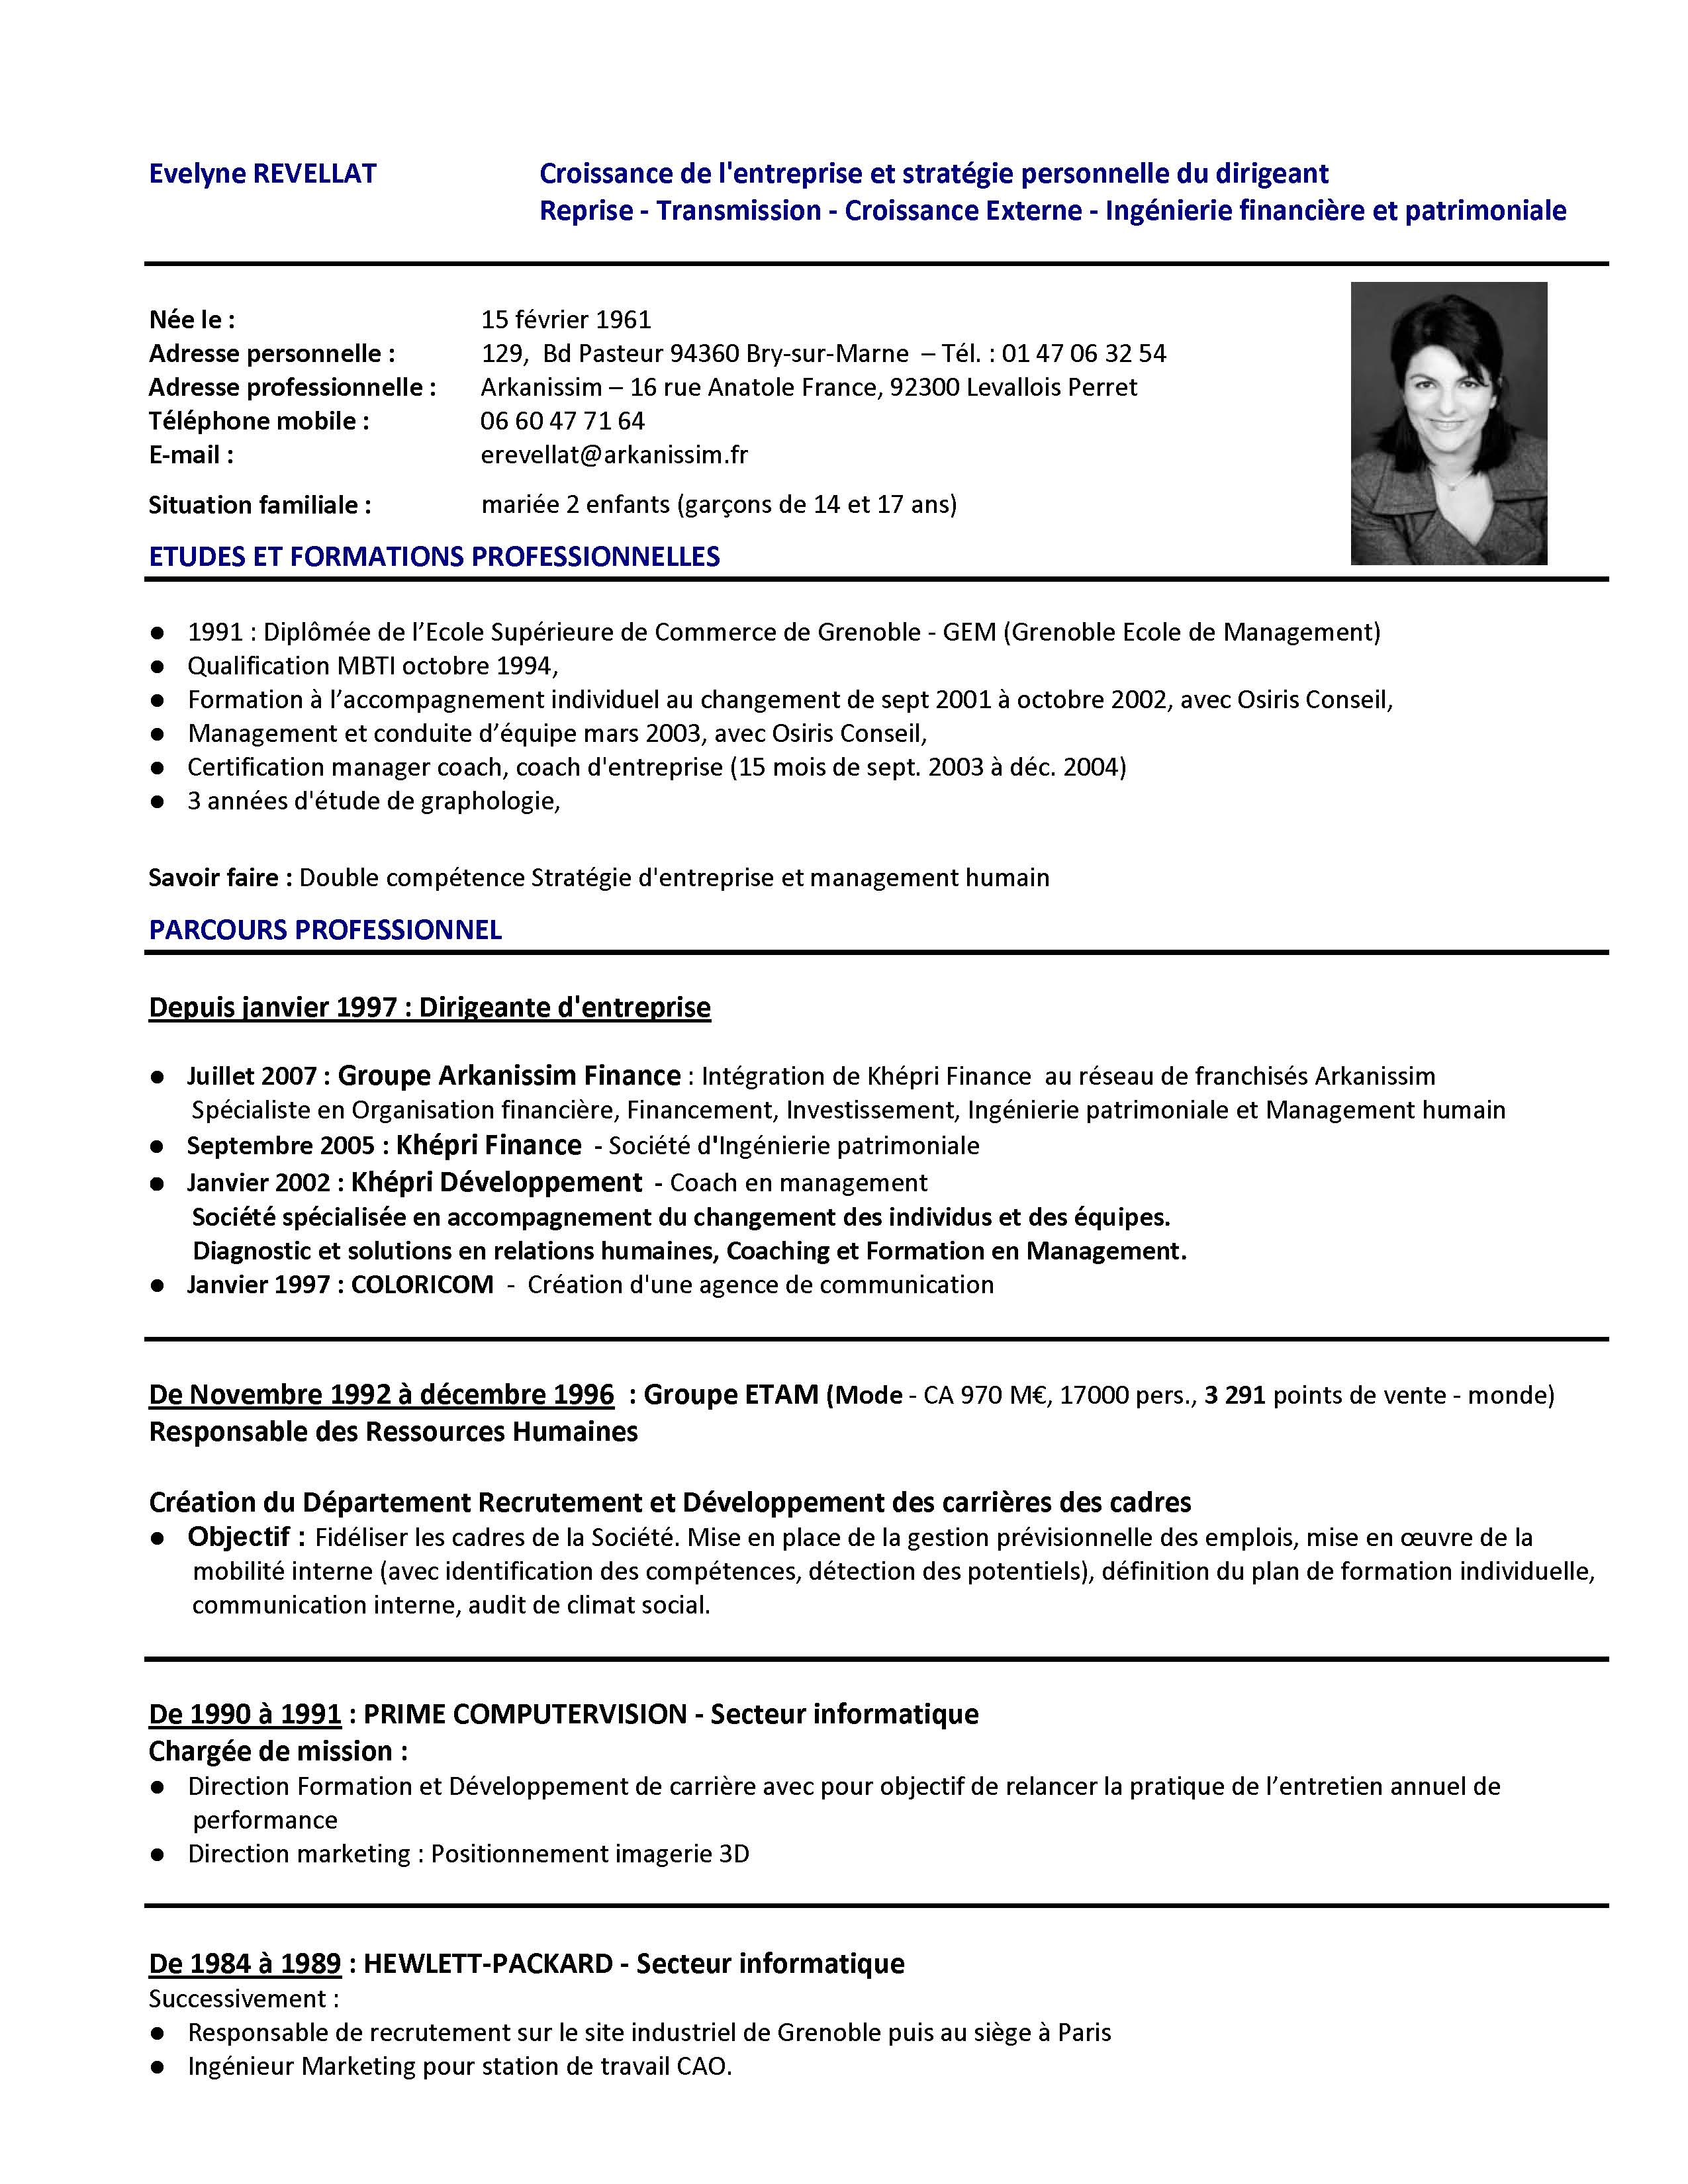 Evelyne REVELLAT Croissance de l'entreprise et stratégie personnelle du dirigeant
Reprise - Transmission - Croissance Externe - Ingénierie financière et patrimoniale
Née le : 15 février 1961
Adresse personnelle : 129, Bd Pasteur 94360 Bry-sur-Marne – Tél. : 01 47 06 32 54
Adresse professionnelle : Arkanissim – 16 rue Anatole France, 92300 Levallois Perret
Téléphone mobile : 06 60 47 71 64
E-mail : erevellat@arkanissim.fr
Situation familiale : mariée 2 enfants (garçons de 14 et 17 ans)
ETUDES ET FORMATIONS PROFESSIONNELLES
● 1991 : Diplômée de l’Ecole Supérieure de Commerce de Grenoble - GEM (Grenoble Ecole de Management)
● Qualification MBTI octobre 1994,
● Formation à l’accompagnement individuel au changement de sept 2001 à octobre 2002, avec Osiris Conseil,
● Management et conduite d’équipe mars 2003, avec Osiris Conseil,
● Certification manager coach, coach d'entreprise (15 mois de sept. 2003 à déc. 2004)
● 3 années d'étude de graphologie,
Savoir faire : Double compétence Stratégie d'entreprise et management humain
PARCOURS PROFESSIONNEL
Depuis janvier 1997 : Dirigeante d'entreprise
● Juillet 2007 : Groupe Arkanissim Finance : Intégration de Khépri Finance au réseau de franchisés Arkanissim
Spécialiste en Organisation financière, Financement, Investissement, Ingénierie patrimoniale et Management humain
● Septembre 2005 : Khépri Finance - Société d'Ingénierie patrimoniale
● Janvier 2002 : Khépri Développement - Coach en management
Société spécialisée en accompagnement du changement des individus et des équipes.
Diagnostic et solutions en relations humaines, Coaching et Formation en Management.
● Janvier 1997 : COLORICOM - Création d'une agence de communication
De Novembre 1992 à décembre 1996 : Groupe ETAM (Mode - CA 970 M€, 17000 pers., 3 291 points de vente - monde)
Responsable des Ressources Humaines
Création du Département Recrutement et Développement des carrières des cadres
● Objectif : Fidéliser les cadres de la Société. Mise en place de la gestion prévisionnelle des emplois, mise en œuvre de la
mobilité interne (avec identification des compétences, détection des potentiels), définition du plan de formation individuelle,
communication interne, audit de climat social.
De 1990 à 1991 : PRIME COMPUTERVISION - Secteur informatique
Chargée de mission :
● Direction Formation et Développement de carrière avec pour objectif de relancer la pratique de l’entretien annuel de
performance
● Direction marketing : Positionnement imagerie 3D
De 1984 à 1989 : HEWLETT-PACKARD - Secteur informatique
Successivement :
● Responsable de recrutement sur le site industriel de Grenoble puis au siège à Paris
● Ingénieur Marketing pour station de travail CAO.